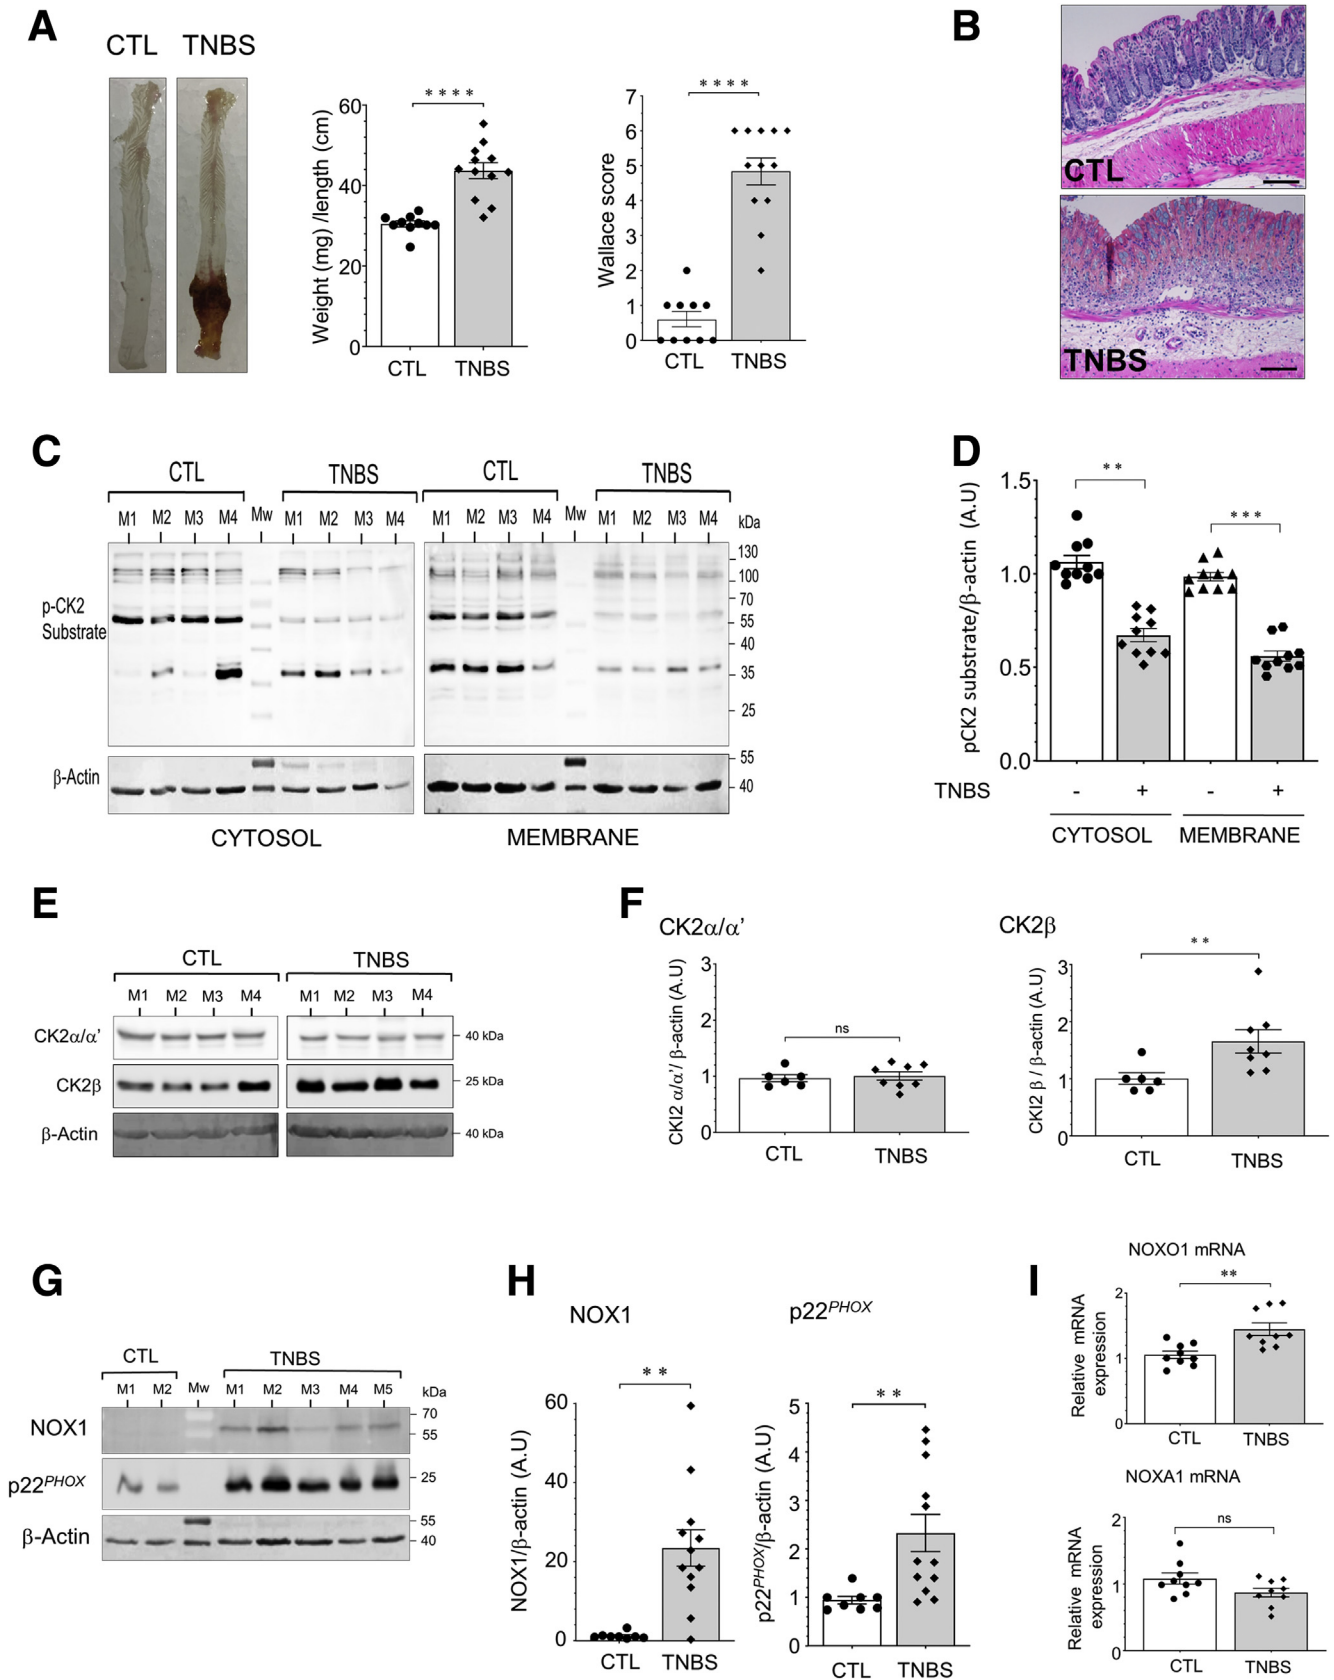 A
CTL TNBS
Weight (mg) /length (cm)
60
40
20
0
****
CTL TNBS
Wallace score
7
6
5
4
3
2
1
0
****
CTL TNBS
B
CTL
TNBS
C
CTL TNBS CTL TNBS
M1 M2 M3 M4 Mw M1 M2 M3 M4 M1 M2 M3 M4 Mw M1 M2 M3 M4 kDa
p-CK2
Substrate
130
100
70
55
40
35
25
β-Actin
55
40
CYTOSOL MEMBRANE
D
pCK2 substrate/β-actin (A.U)
1.5
1.0
0.5
0.0
**
***
TNBS - + - +
CYTOSOL MEMBRANE
E
CTL TNBS
M1 M2 M3 M4 M1 M2 M3 M4
CK2α/α’ 40 kDa
CK2β 25 kDa
β-Actin 40 kDa
F
CK2α/α’
CKI2 α/α’/ β-actin (A.U)
3
2
1
0
ns
CTL TNBS
CK2β
CKI2 β / β-actin (A.U)
3
2
1
0
**
CTL TNBS
G
CTL TNBS
M1 M2 Mw M1 M2 M3 M4 M5 kDa
NOX1
70
55
p22PHOX 25
β-Actin
55
40
H
NOX1
NOX1/β-actin (A.U)
60
40
20
0
**
CTL TNBS
p22PHOX
p22PHOX/β-actin (A.U)
5
4
3
2
1
0
**
CTL TNBS
I
NOXO1 mRNA
Relative mRNA
expression
2
1
0
**
CTL TNBS
NOXA1 mRNA
Relative mRNA
expression
2
1
0
ns
CTL TNBS